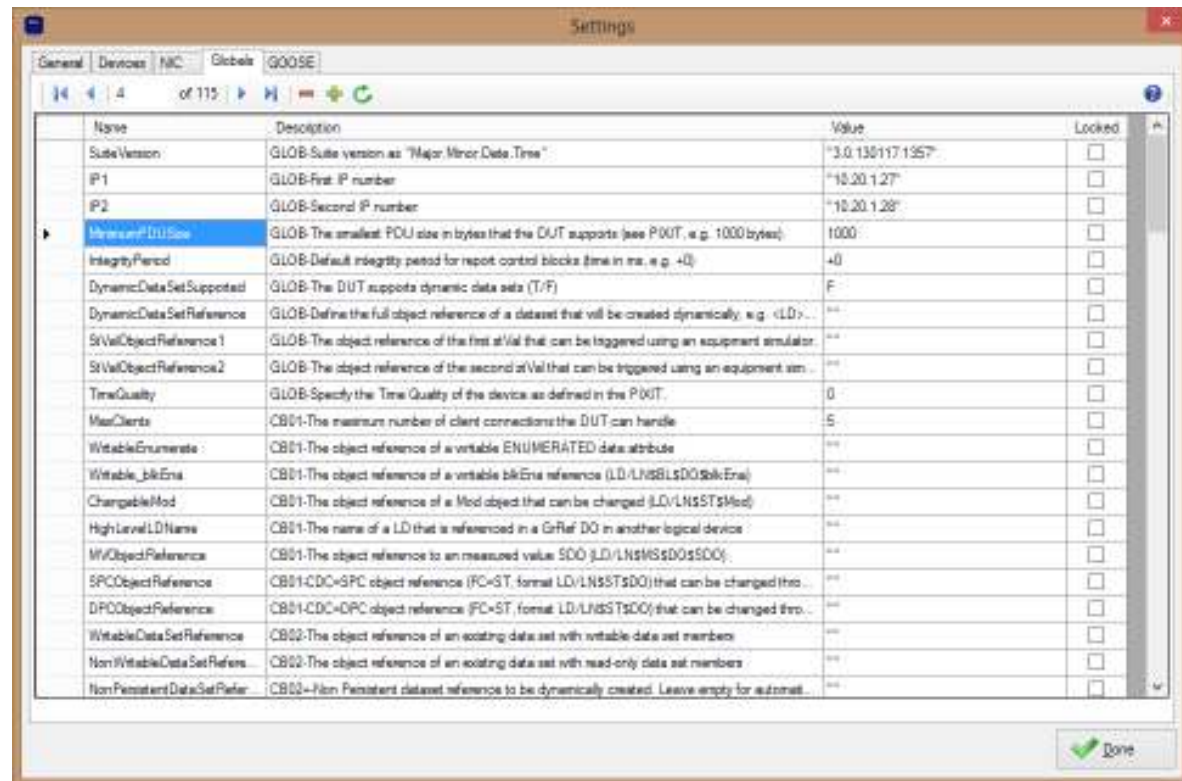 Settings
General Devices NIC Globals GOOSE
4 of 115
Name Description Value Locked
SuiteVersion GLOB-Suite version as "Major.Minor.Date.Time" "3.0.130117.1357"
IP1 GLOB-First IP number "10.20.1.27"
IP2 GLOB-Second IP number "10.20.1.28"
MinimumPDUSize GLOB-The smallest PDU size in bytes that the DUT supports (see PIXIT, e.g. 1000 bytes) 1000
IntegrityPeriod GLOB-Default integrity period for report control blocks (time in ms, e.g. +0) +0
DynamicDataSetSupported GLOB-The DUT supports dynamic data sets (T/F) F
DynamicDataSetReference GLOB-Define the full object reference of a dataset that will be created dynamically, e.g. <LD>... ""
StValObjectReference1 GLOB-The object reference of the first stVal that can be triggered using an equipment simulator. ""
StValObjectReference2 GLOB-The object reference of the second stVal that can be triggered using an equipment sim... ""
TimeQuality GLOB-Specify the Time Quality of the device as defined in the PIXIT. 0
MaxClients CB01-The maximum number of client connections the DUT can handle 5
WritableEnumerate CB01-The object reference of a writable ENUMERATED data attribute ""
Writable_blkEna CB01-The object reference of a writable blkEna reference (LD/LN$BL$DO$blkEna) ""
ChangableMod CB01-The object reference of a Mod object that can be changed (LD/LN$ST$Mod) ""
HighLevelLDName CB01-The name of a LD that is referenced in a GrRef DO in another logical device ""
MVObjectReference CB01-The object reference to an measured value SDO (LD/LN$MS$DO$SDO) ""
SPCObjectReference CB01-CDC=SPC object reference (FC=ST, format LD/LN$ST$DO) that can be changed thro... ""
DPCObjectReference CB01-CDC=DPC object reference (FC=ST, format LD/LN$ST$DO) that can be changed thro... ""
WritableDataSetReference CB02-The object reference of an existing data set with writable data set members ""
NonWritableDataSetRefere... CB02-The object reference of an existing data set with read-only data set members ""
NonPersistentDataSetRefer... CB02=-Non Persistent dataset reference to be dynamically created. Leave empty for automati... ""
Done